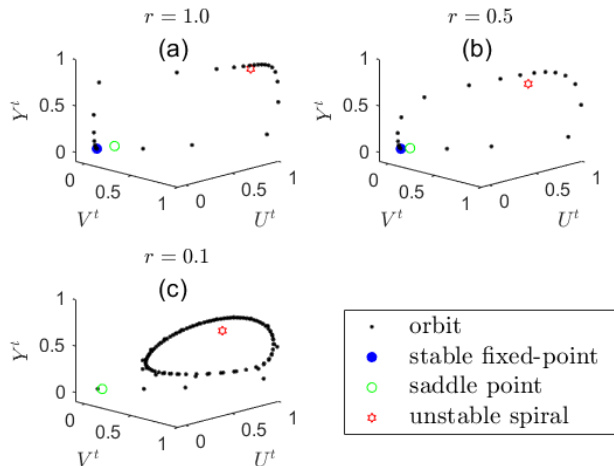 r = 1.0
(a)
1
0.5
0
Y^t
0
0.5
1
V^t
0
0.5
1
U^t
r = 0.5
(b)
1
0.5
0
Y^t
0
0.5
1
V^t
0
0.5
1
U^t
r = 0.1
(c)
1
0.5
0
Y^t
0
0.5
1
V^t
0
0.5
1
U^t
orbit
stable fixed-point
saddle point
unstable spiral